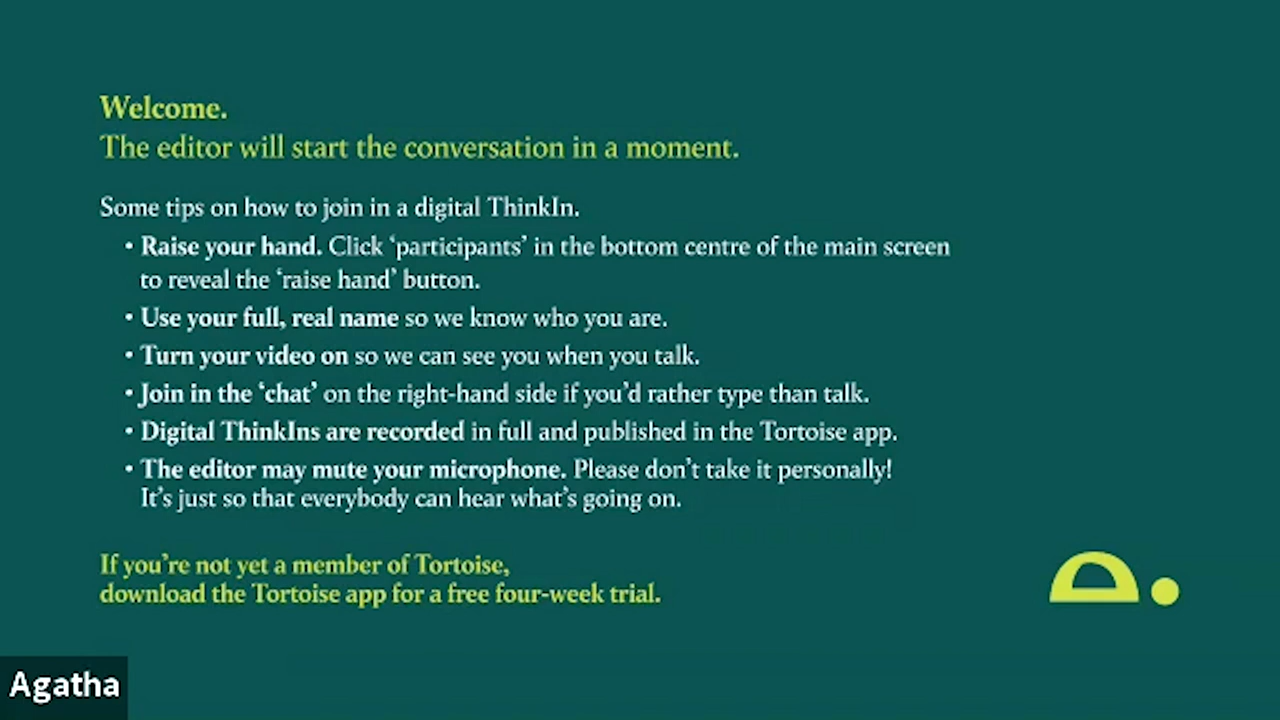 Welcome.
The editor will start the conversation in a moment.
Some tips on how to join in a digital ThinkIn.
• Raise your hand. Click ‘participants’ in the bottom centre of the main screen
to reveal the ‘raise hand’ button.
• Use your full, real name so we know who you are.
• Turn your video on so we can see you when you talk.
• Join in the ‘chat’ on the right-hand side if you’d rather type than talk.
• Digital ThinkIns are recorded in full and published in the Tortoise app.
• The editor may mute your microphone. Please don’t take it personally!
It’s just so that everybody can hear what’s going on.
If you’re not yet a member of Tortoise,
download the Tortoise app for a free four-week trial.
Agatha